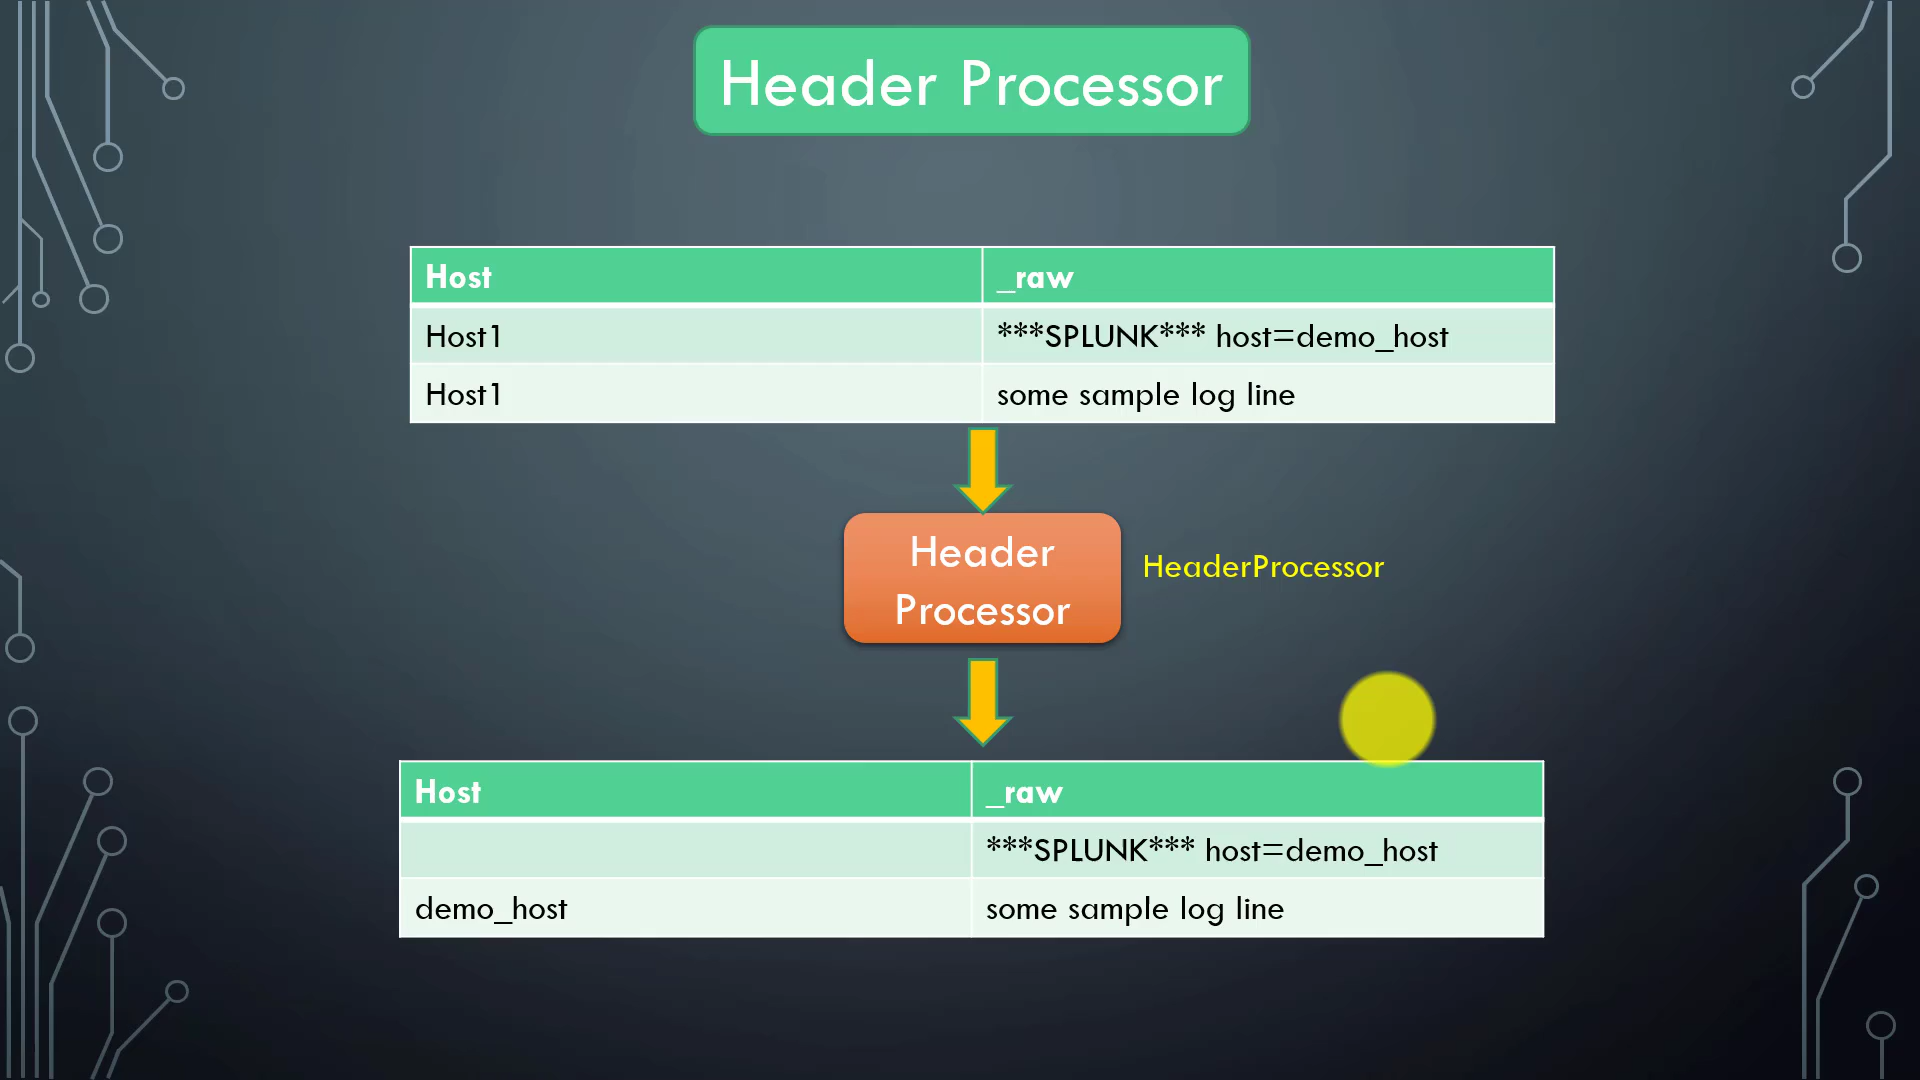 Header Processor
Host _raw
Host1 ***SPLUNK*** host=demo_host
Host1 some sample log line
Header
Processor
HeaderProcessor
Host _raw
***SPLUNK*** host=demo_host
demo_host some sample log line